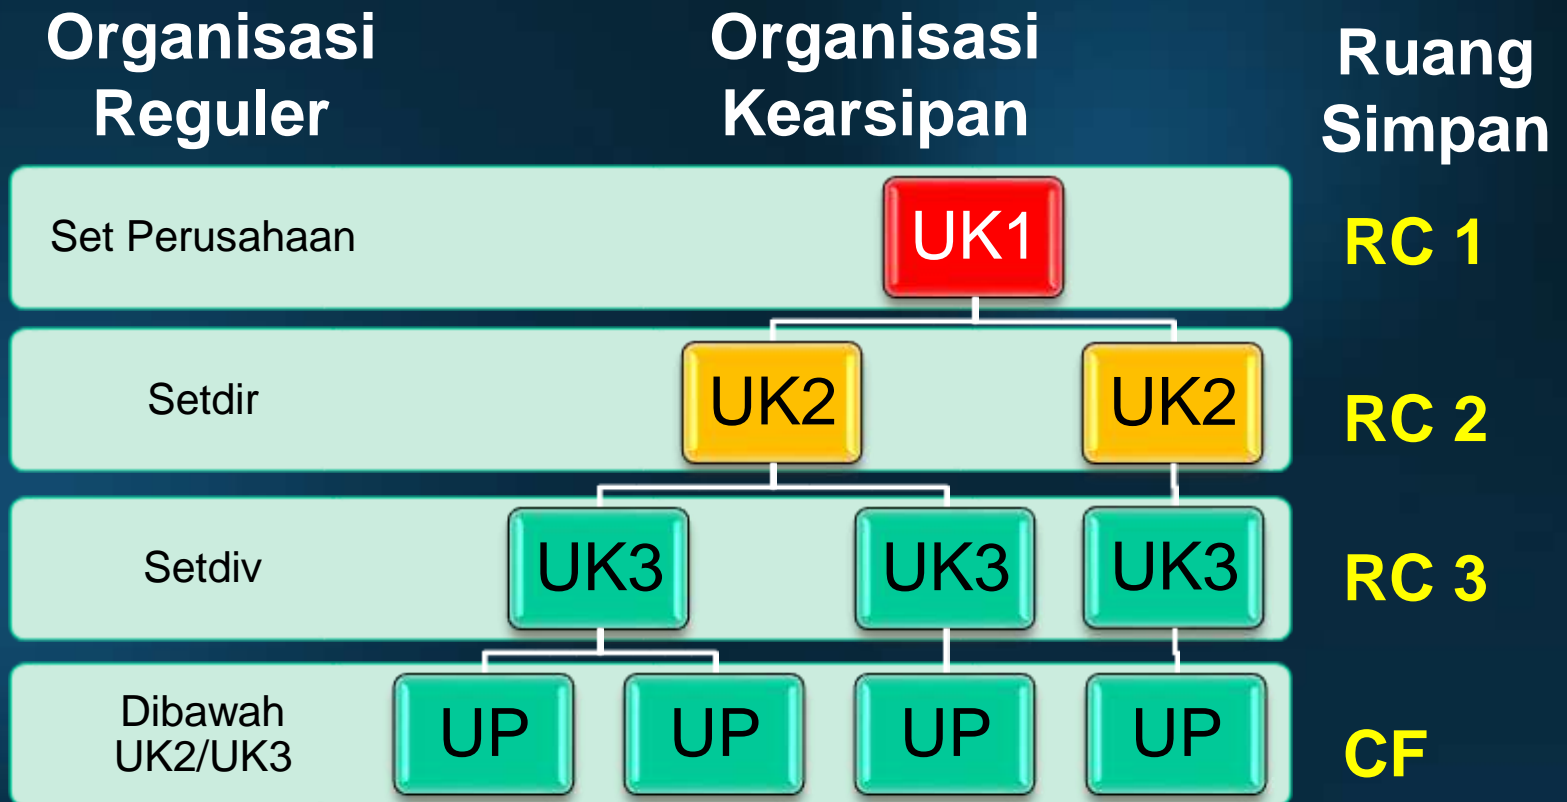 Organisasi
Reguler
Organisasi
Kearsipan
Ruang
Simpan
Set Perusahaan
UK1
RC 1
Setdir
UK2
UK2
RC 2
Setdiv
UK3
UK3
UK3
RC 3
Dibawah
UK2/UK3
UP
UP
UP
UP
CF